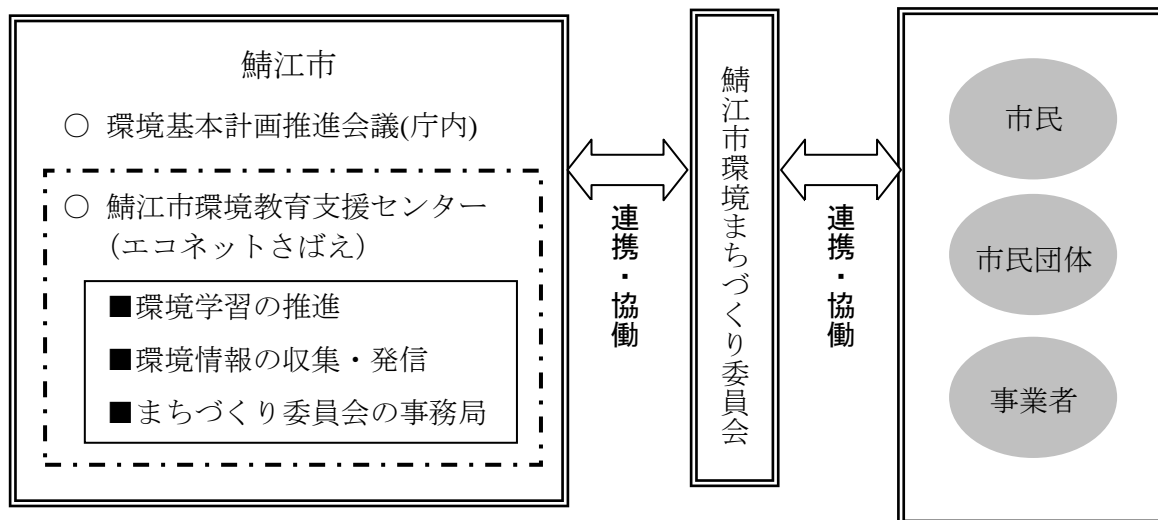 鯖江市
○ 環境基本計画推進会議(庁内)
○ 鯖江市環境教育支援センター
(エコネットさばえ)
■環境学習の推進
■環境情報の収集・発信
■まちづくり委員会の事務局
連携・協働
鯖江市環境まちづくり委員会
連携・協働
市民
市民団体
事業者